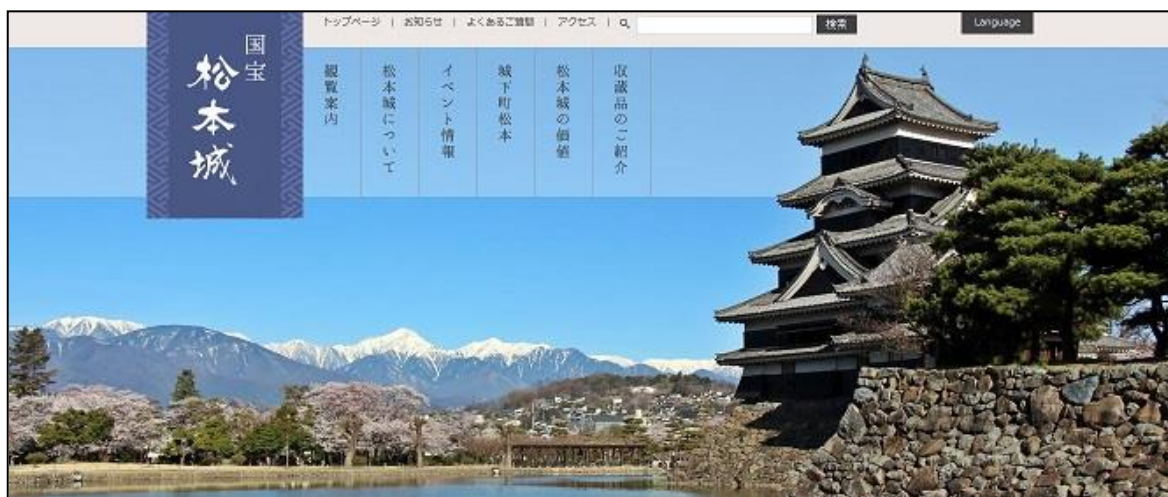 トップページ | お知らせ | よくあるご質問 | アクセス |
検索
Language
国宝
松本城
観覧案内
松本城について
イベント情報
城下町松本
松本城の価値
収蔵品のご紹介